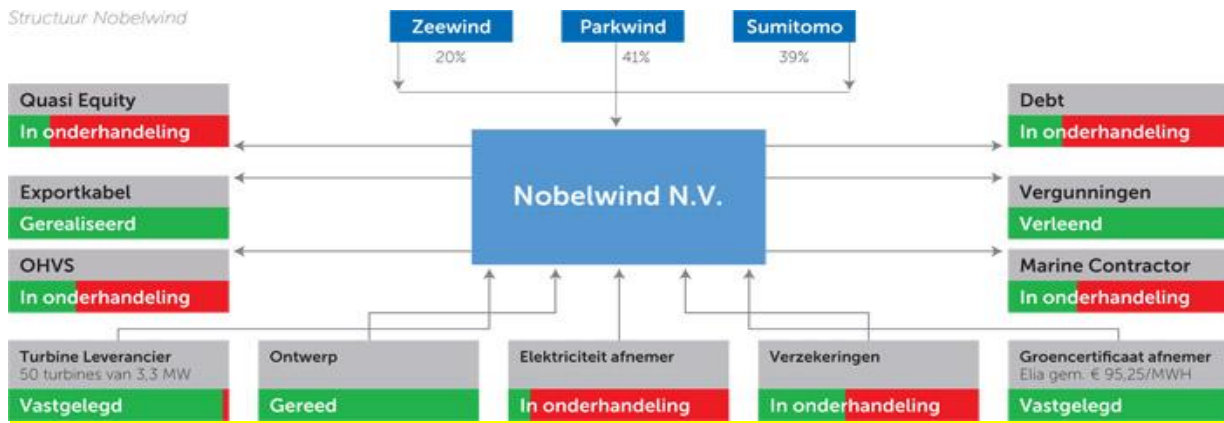 Structuur Nobelwind
Zeewind
Parkwind
Sumitomo
20%
41%
39%
Quasi Equity
In onderhandeling
Debt
In onderhandeling
Nobelwind N.V.
Exportkabel
Gerealiseerd
Vergunningen
Verleend
OHVS
In onderhandeling
Marine Contractor
In onderhandeling
Turbine Leverancier
50 turbines van 3,3 MW
Vastgelegd
Ontwerp
Gereed
Elektriciteit afnemer
In onderhandeling
Verzekeringen
In onderhandeling
Groencertificaat afnemer
Elia gem. € 95,25/MWH
Vastgelegd